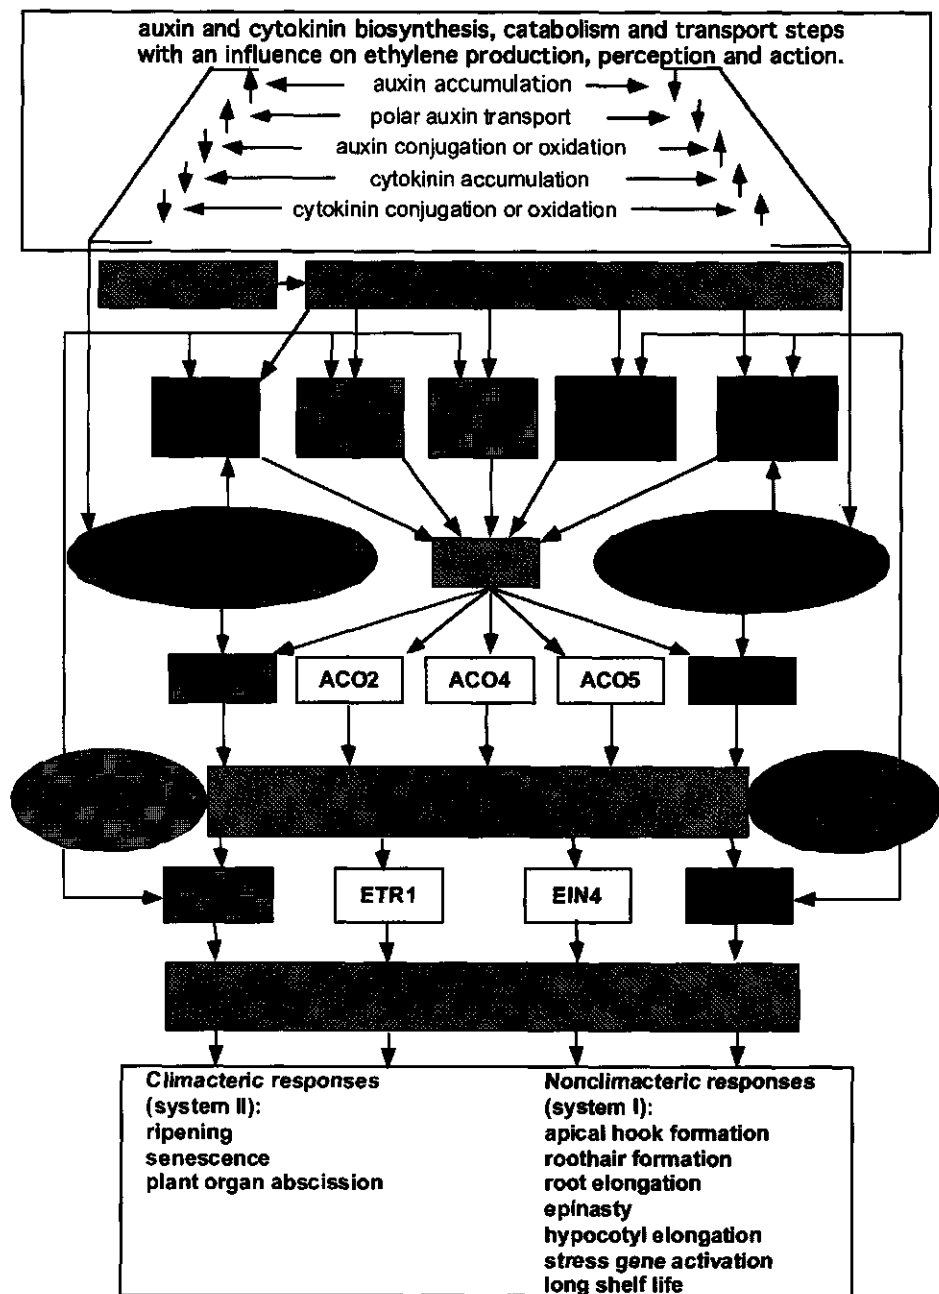 auxin and cytokinin biosynthesis, catabolism and transport steps
with an influence on ethylene production, perception and action.
auxin accumulation
polar auxin transport
auxin conjugation or oxidation
cytokinin accumulation
cytokinin conjugation or oxidation
ACO2 ACO4 ACO5
ETR1 EIN4
Climacteric responses
(system II):
ripening
senescence
plant organ abscission
Nonclimacteric responses
(system I):
apical hook formation
roothair formation
root elongation
epinasty
hypocotyl elongation
stress gene activation
long shelf life